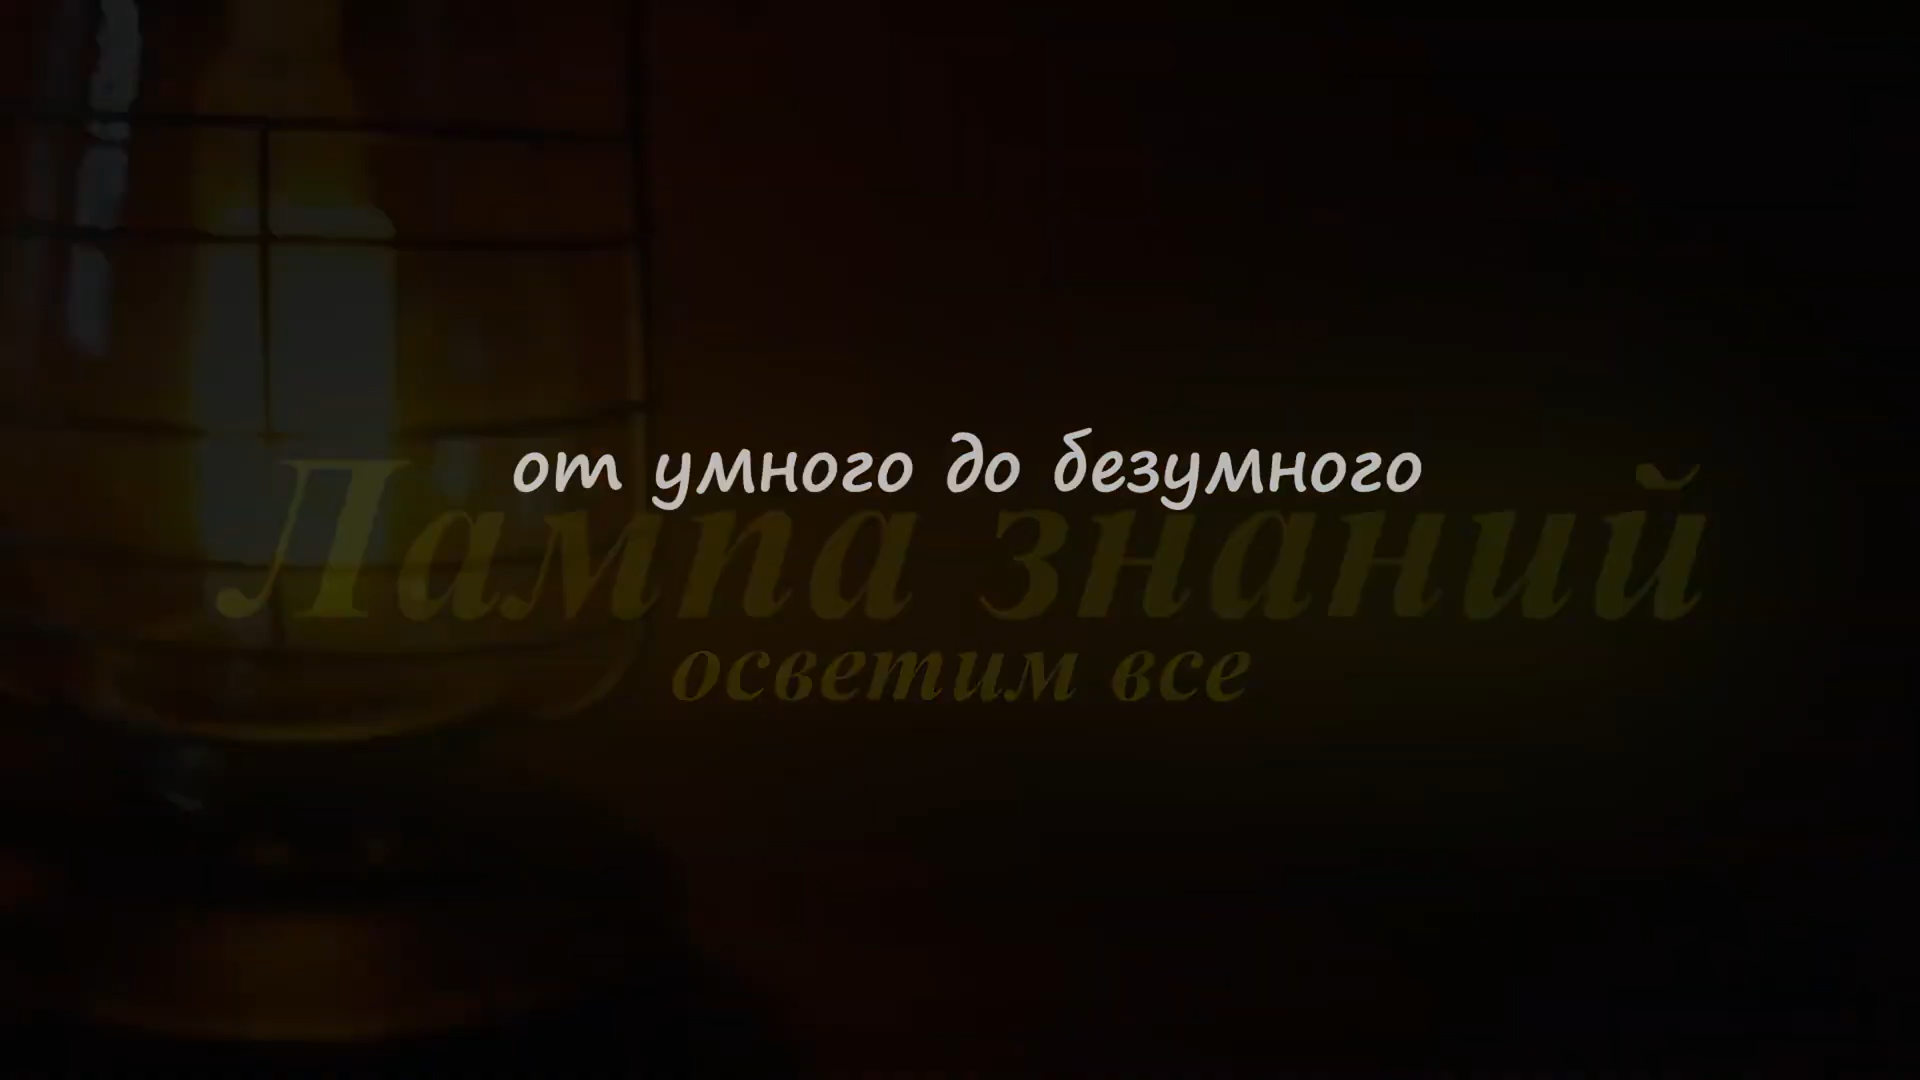 от умного до безумного
Лампа знаний
осветим все